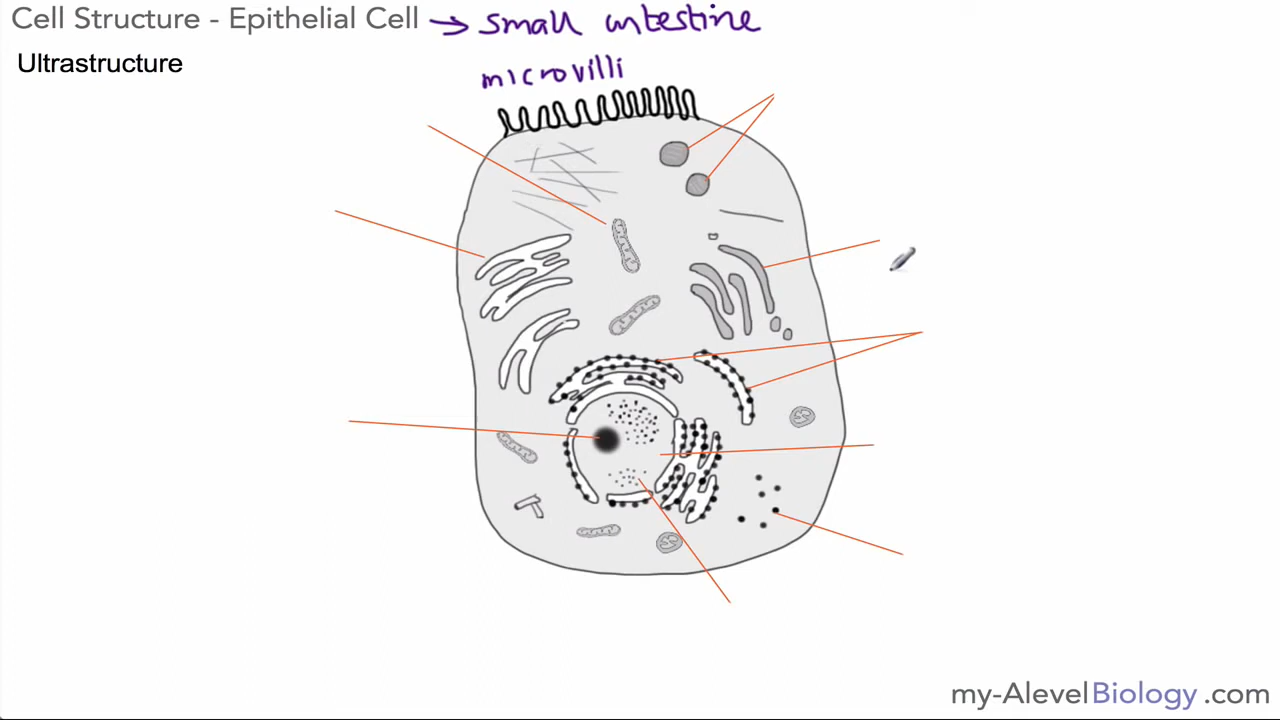 Cell Structure - Epithelial Cell → small intestine
Ultrastructure
microvilli
my-AlevelBiology.com